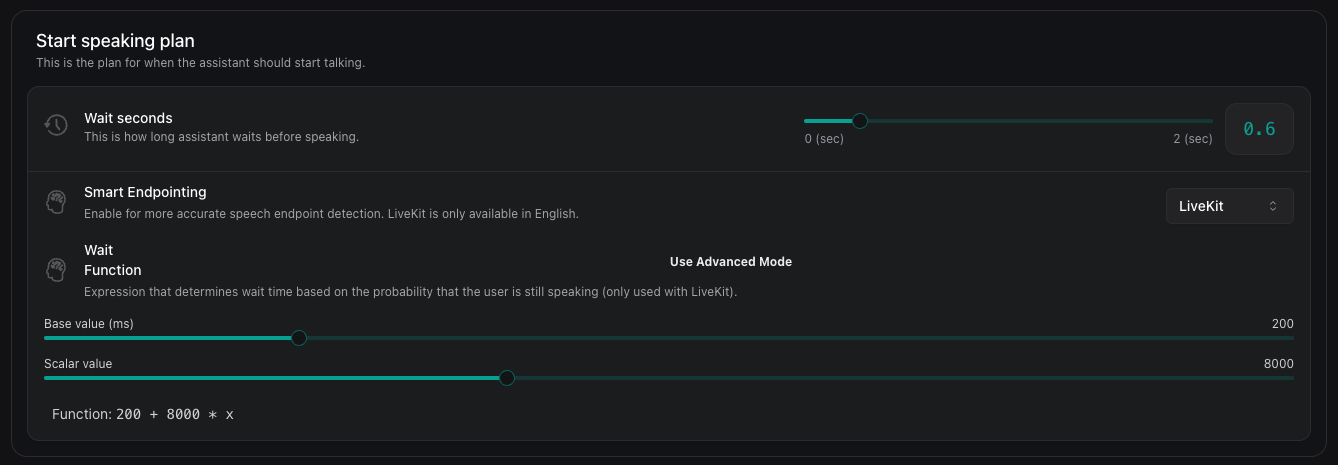 Start speaking plan
This is the plan for when the assistant should start talking.
Wait seconds
This is how long assistant waits before speaking.
0 (sec)
2 (sec)
0.6
Smart Endpointing
Enable for more accurate speech endpoint detection. LiveKit is only available in English.
LiveKit
Wait
Function
Use Advanced Mode
Expression that determines wait time based on the probability that the user is still speaking (only used with LiveKit).
Base value (ms)
200
Scalar value
8000
Function: 200 + 8000 * x